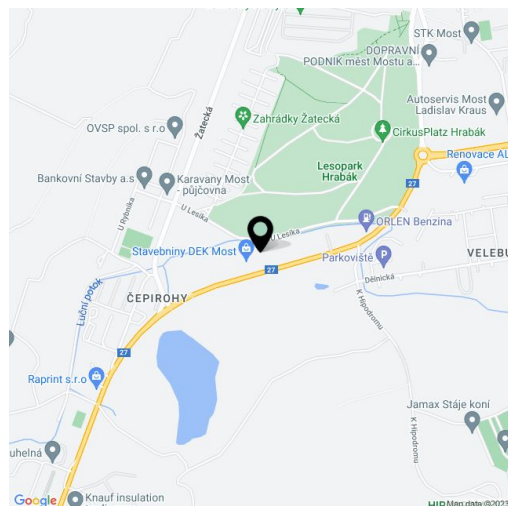 STK Most
DOPRAVNÍ
PODNIK měst Mostu a...
Autoservis Most
Ladislav Kraus
OVSP spol. s r.o
Žatecká
Zahrádky Žatecká
CirkusPlatz Hrabák
Lesopark
Hrabák
Renovace AL
27
Bankovní Stavby a.s
Karavany Most
- půjčovna
U Rybníka
U Lesíka
ORLEN Benzina
U Lesíka
Stavebniny DEK Most
Parkoviště
VELEBU
27
Dělnická
Luční potok
ČEPIROHY
K Hipodromu
27
Raprint s.r.o
Jamax Stáje koní
K Hipodromu
uhelná
Knauf insulation
Google
Map data ©2023